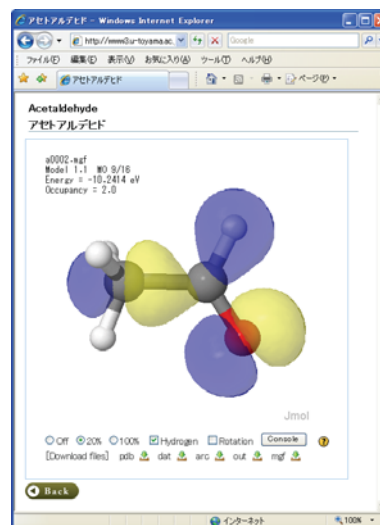 アセトアルデヒド - Windows Internet Explorer
http://www3u-toyama.ac.
Google
ファイル(F) 編集(E) 表示(V) お気に入り(A) ツール(T) ヘルプ(H)
アセトアルデヒド
ページ(P)
Acetaldehyde
アセトアルデヒド
a0002.mgf
Model 1.1 MO 9/16
Energy = -10.2414 eV
Occupancy = 2.0
Jmol
Off 20% 100% Hydrogen Rotation Console ?
[Download files] pdb dat arc out mgf
Back
インターネット 100%